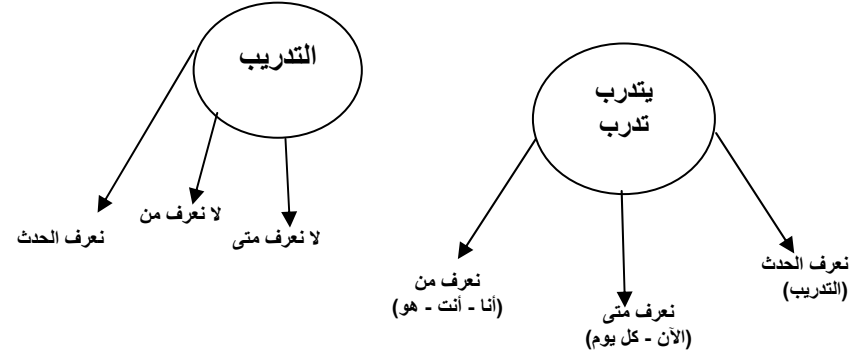 التدريب
يتدرب
تدرب
نعرف الحدث
(التدريب)
نعرف متى
(الآن - كل يوم)
نعرف من
(أنا - أنت - هو)
لا نعرف متى
لا نعرف من
نعرف الحدث